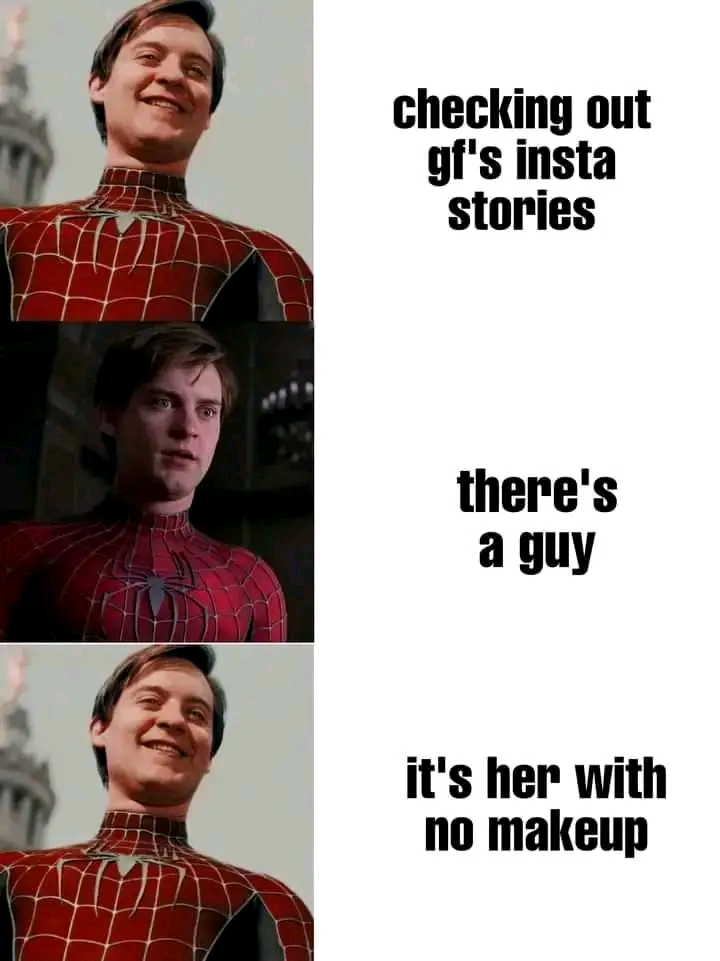 checking out
gf's insta
stories
there's
a guy
it's her with
no makeup